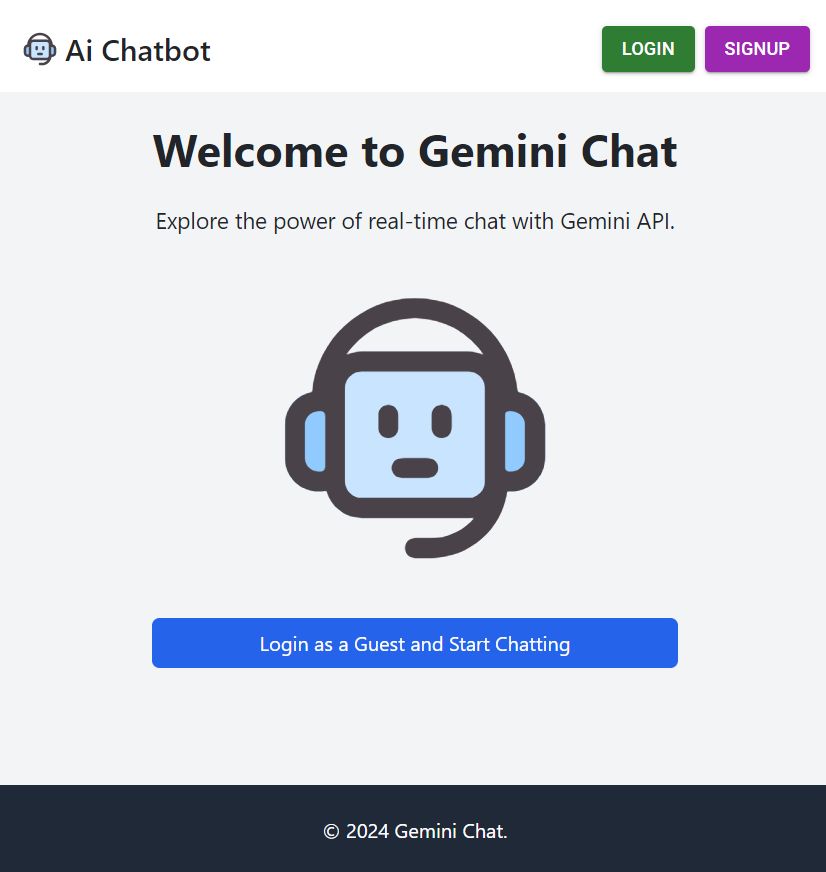 Ai Chatbot
LOGIN
SIGNUP
Welcome to Gemini Chat
Explore the power of real-time chat with Gemini API.
Login as a Guest and Start Chatting
© 2024 Gemini Chat.